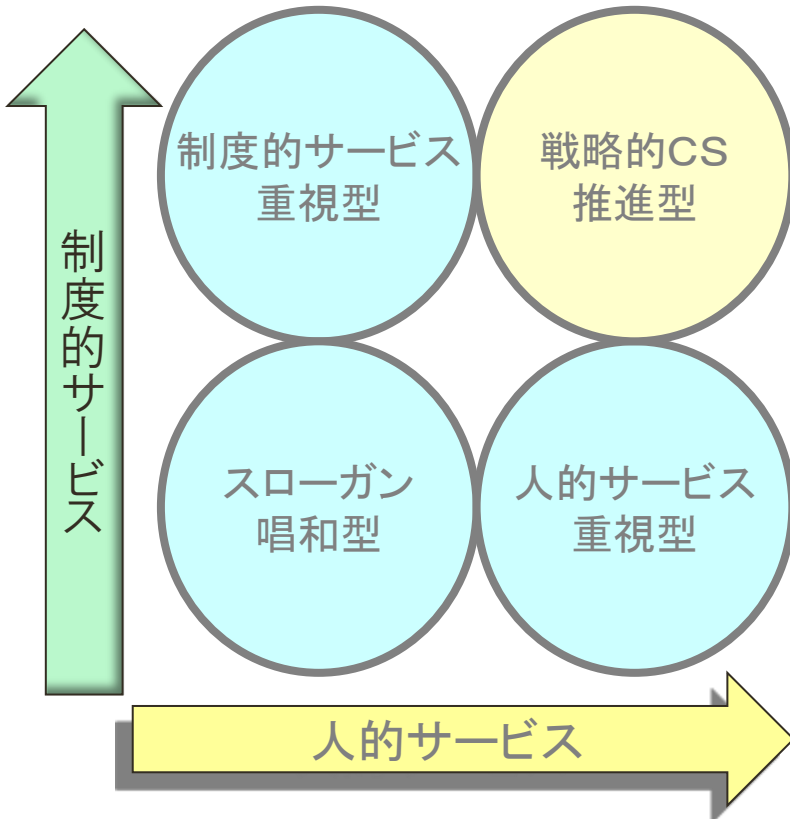 制度的サービス
重視型
戦略的CS
推進型
制度的サービス
スローガン
唱和型
人的サービス
重視型
人的サービス